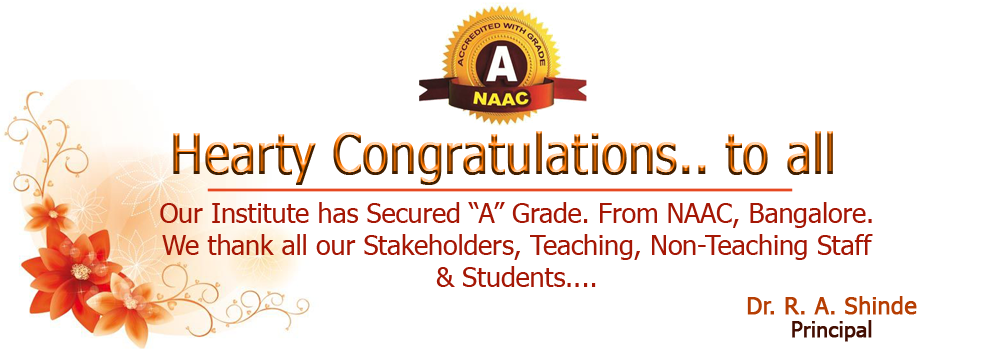 ACCREDITED WITH GRADE
A
NAAC
Hearty Congratulations.. to all
Our Institute has Secured “A” Grade. From NAAC, Bangalore.
We thank all our Stakeholders, Teaching, Non-Teaching Staff
& Students....
Dr. R. A. Shinde
Principal